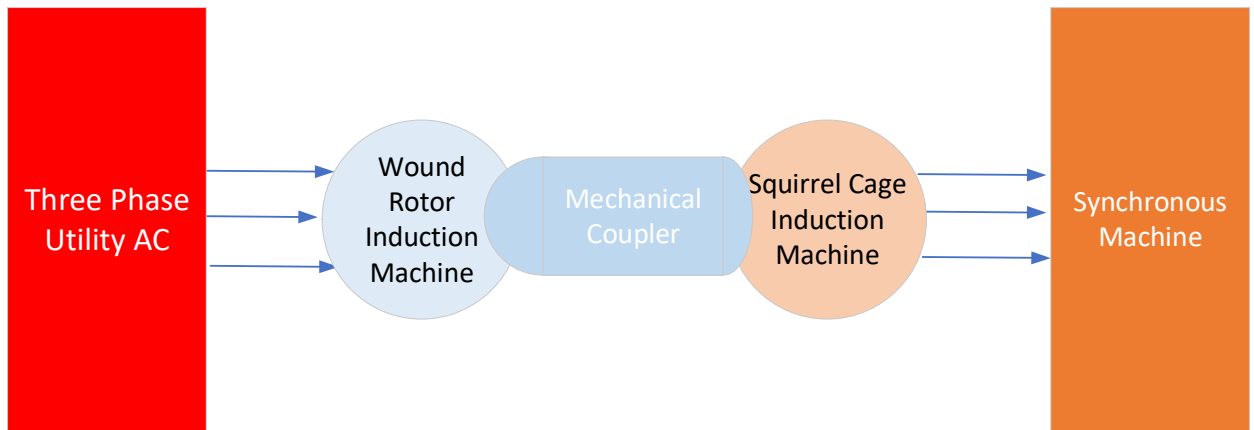 Three Phase
Utility AC
Wound
Rotor
Induction
Machine
Mechanical
Coupler
Squirrel Cage
Induction
Machine
Synchronous
Machine